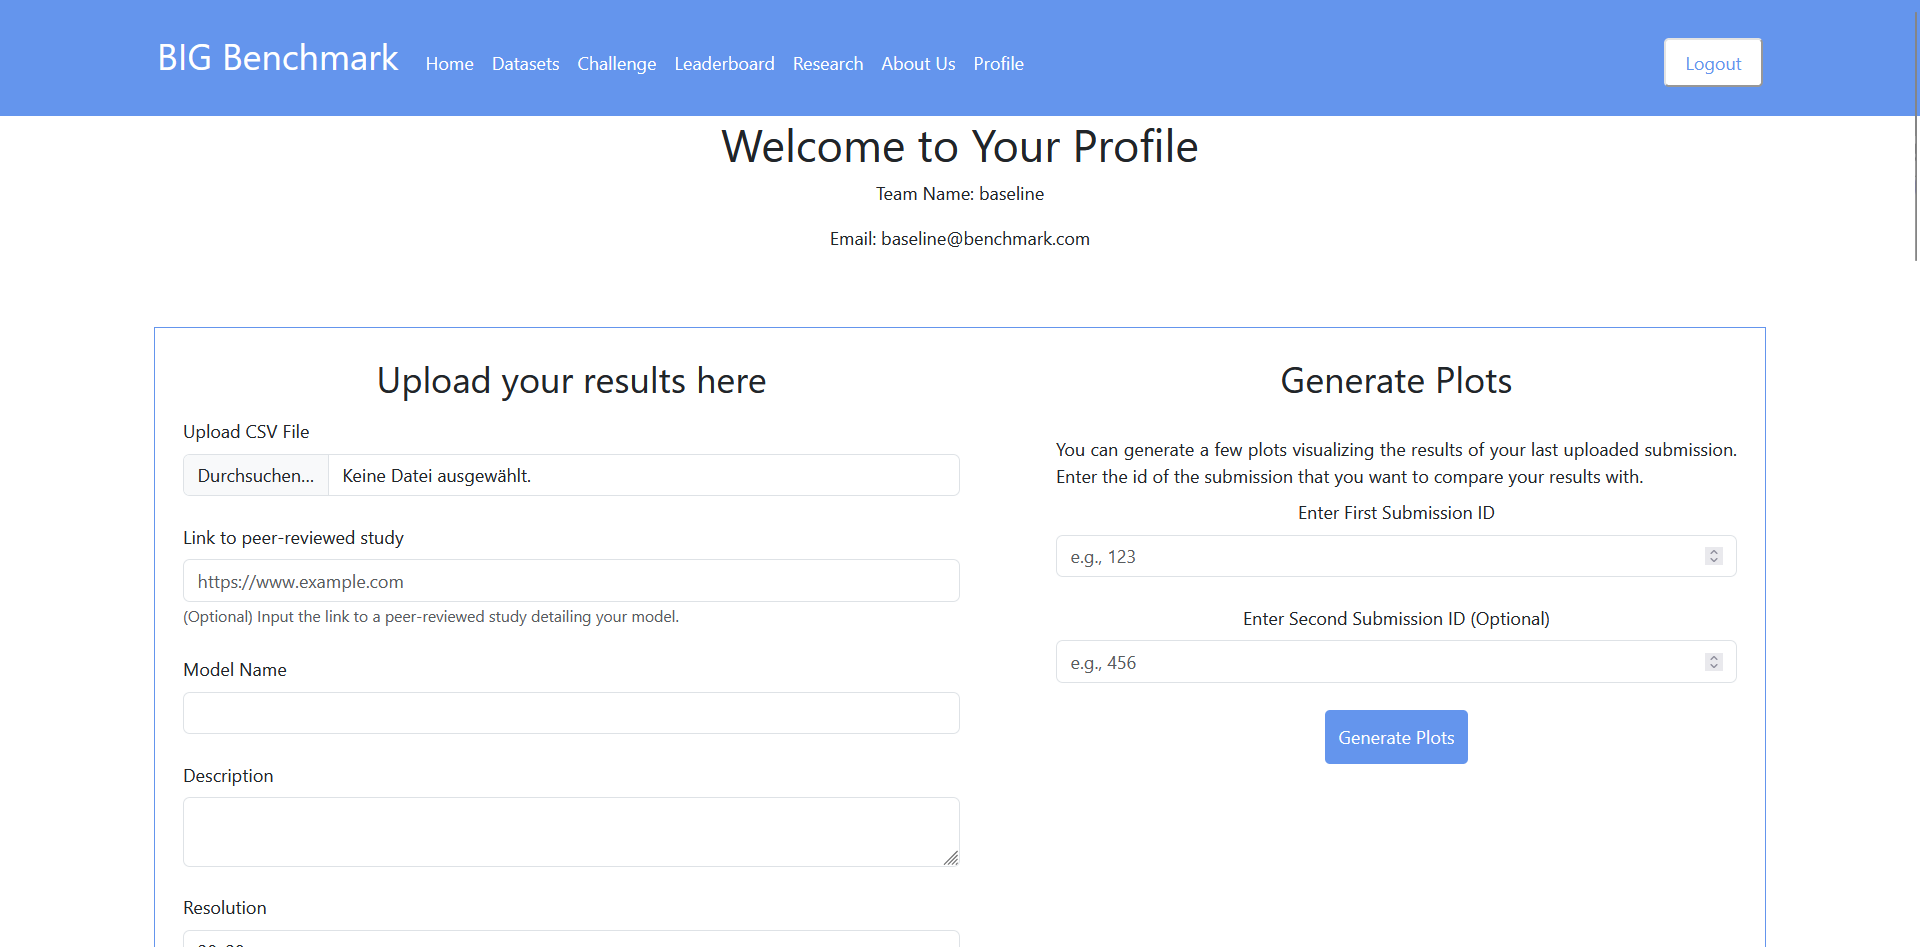 BIG Benchmark Home Datasets Challenge Leaderboard Research About Us Profile Logout
Welcome to Your Profile
Team Name: baseline
Email: baseline@benchmark.com
Upload your results here
Upload CSV File
Durchsuchen... Keine Datei ausgewählt.
Link to peer-reviewed study
https://www.example.com
(Optional) Input the link to a peer-reviewed study detailing your model.
Model Name
Description
Resolution
Generate Plots
You can generate a few plots visualizing the results of your last uploaded submission.
Enter the id of the submission that you want to compare your results with.
Enter First Submission ID
e.g., 123
Enter Second Submission ID (Optional)
e.g., 456
Generate Plots